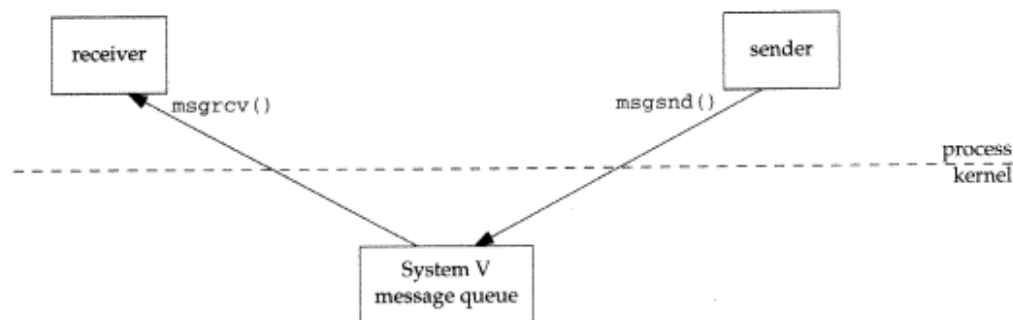 receiver
sender
msgrcv()
msgsnd()
process
kernel
System V
message queue